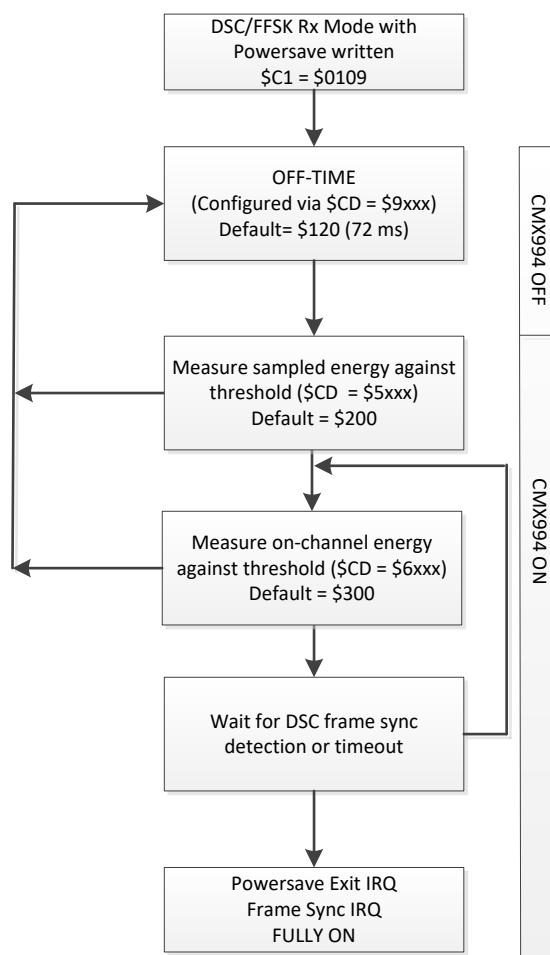 DSC/FFSK Rx Mode with
Powersave written
$C1 = $0109
OFF-TIME
(Configured via $CD = $9xxx)
Default= $120 (72 ms)
CMX994 OFF
Measure sampled energy against
threshold ($CD  = $5xxx)
Default = $200
CMX994 ON
Measure on-channel energy
against threshold ($CD = $6xxx)
Default = $300
Wait for DSC frame sync
detection or timeout
Powersave Exit IRQ
Frame Sync IRQ
FULLY ON